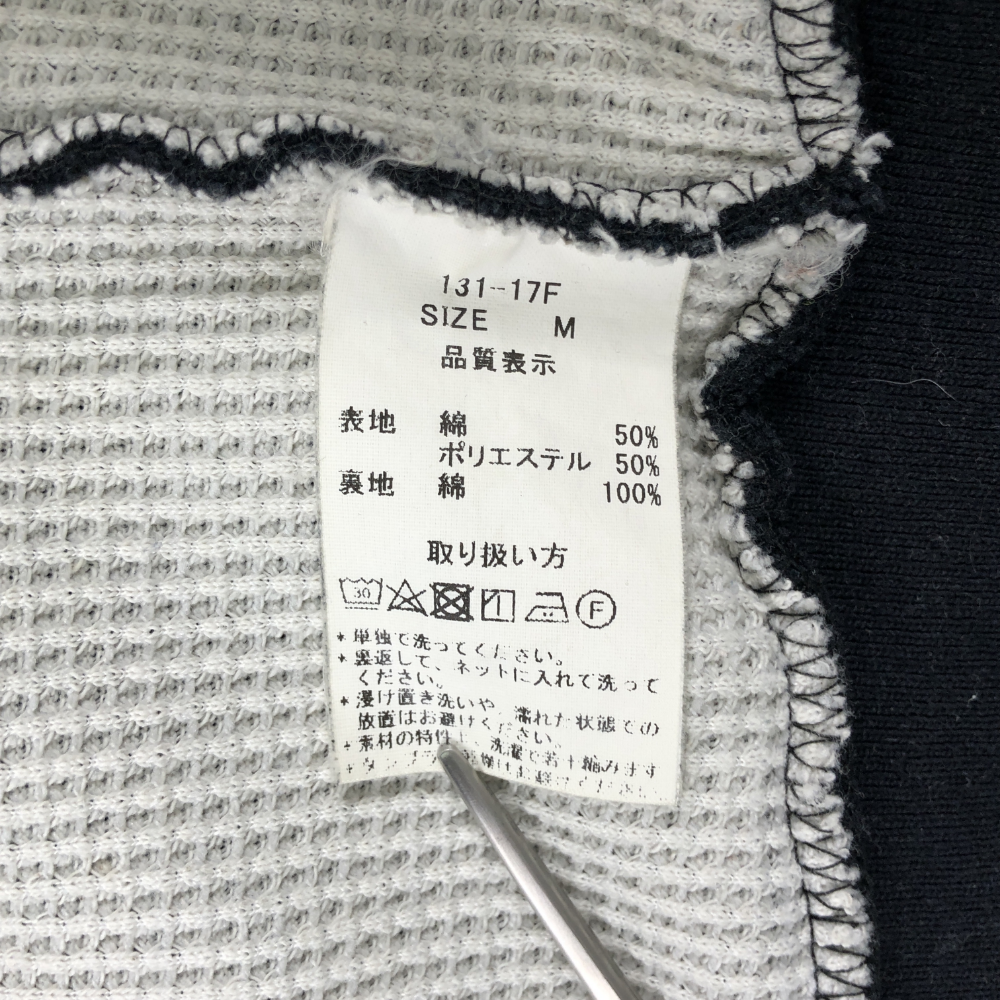 131-17F
SIZE M
品質表示
表地 綿 50%
ポリエステル 50%
裏地 綿 100%
取り扱い方
30 F
* 単独で洗ってください。
* 裏返して、ネットに入れて洗って
ください。
* 浸け置き洗いや、濡れた状態での
放置はお避けください。
* 素材の特性上、洗濯で若干縮みます